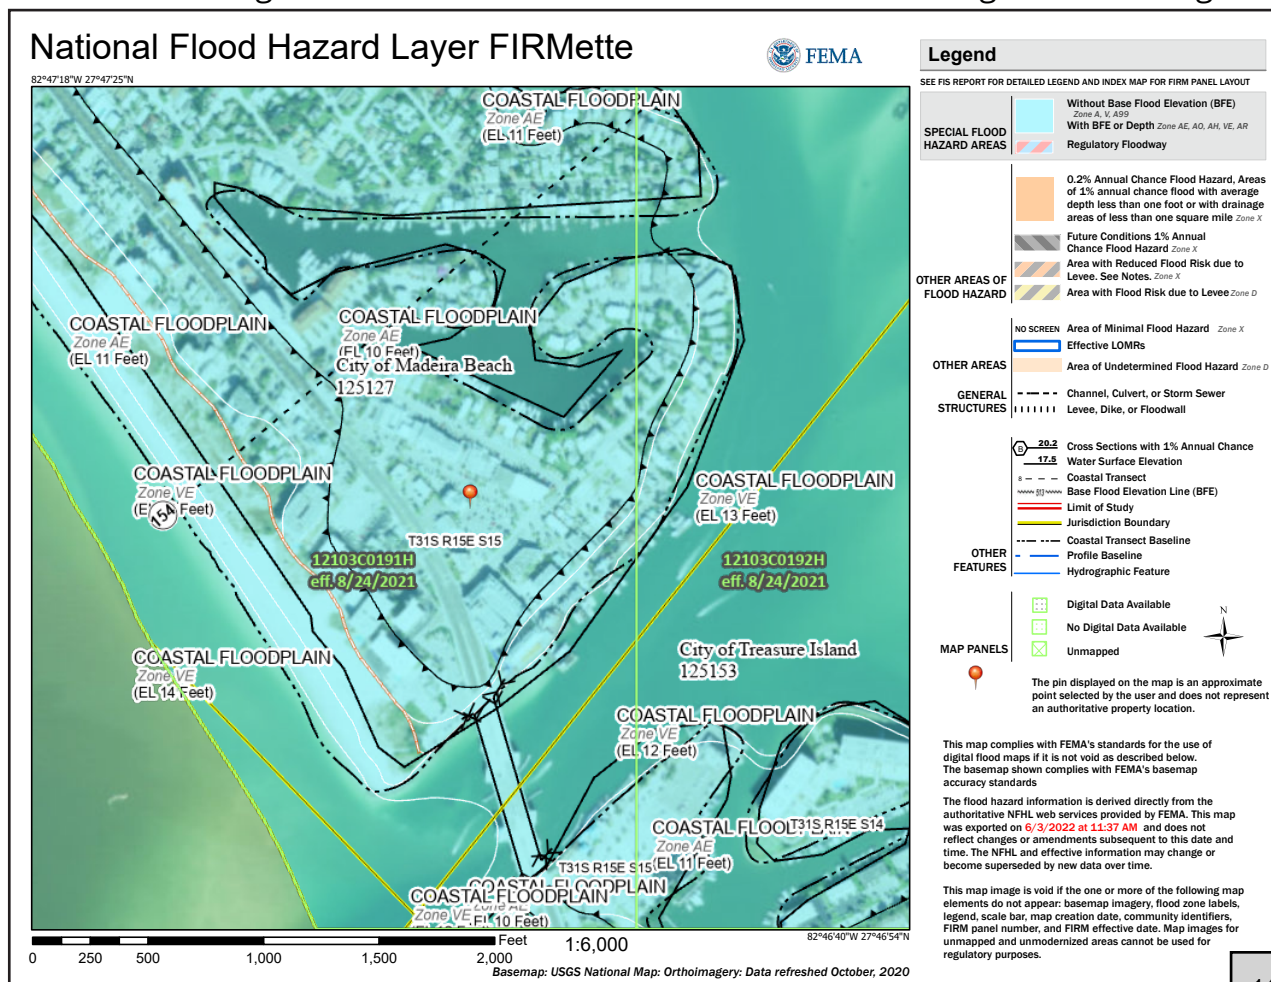 National Flood Hazard Layer FIRMette
FEMA
82°47'18"W 27°47'25"N
COASTAL FLOODPLAIN
Zone AE
(EL 11 Feet)
COASTAL FLOODPLAIN
Zone AE
(EL 11 Feet)
COASTAL FLOODPLAIN
Zone AE
(EL 10 Feet)
City of Madeira Beach
125127
COASTAL FLOODPLAIN
Zone VE
(E Feet)
154
COASTAL FLOODPLAIN
Zone VE
(EL 13 Feet)
T31S R15E S15
12103C0191H
eff. 8/24/2021
12103C0192H
eff. 8/24/2021
COASTAL FLOODPLAIN
Zone VE
(EL 14 Feet)
City of Treasure Island
125153
COASTAL FLOODPLAIN
Zone VE
(EL 12 Feet)
COASTAL FLOODPLAIN
T31S R15E S14
Zone AE
(EL 11 Feet)
T31S R15E S15
COASTAL FLOODPLAIN
Zone AE
(EL 10 Feet)
COASTAL FLOODPLAIN
Zone VE
82°46'40"W 27°46'54"N
0 250 500 1,000 1,500 2,000
Feet
1:6,000
Basemap: USGS National Map: Orthoimagery: Data refreshed October, 2020
Legend
SEE FIS REPORT FOR DETAILED LEGEND AND INDEX MAP FOR FIRM PANEL LAYOUT
SPECIAL FLOOD
HAZARD AREAS
Without Base Flood Elevation (BFE)
Zone A, V, A99
With BFE or Depth Zone AE, AO, AH, VE, AR
Regulatory Floodway
0.2% Annual Chance Flood Hazard, Areas
of 1% annual chance flood with average
depth less than one foot or with drainage
areas of less than one square mile Zone X
Future Conditions 1% Annual
Chance Flood Hazard Zone X
Area with Reduced Flood Risk due to
Levee. See Notes. Zone X
Area with Flood Risk due to Levee Zone D
OTHER AREAS OF
FLOOD HAZARD
NO SCREEN Area of Minimal Flood Hazard Zone X
Effective LOMRs
OTHER AREAS
Area of Undetermined Flood Hazard Zone D
GENERAL
STRUCTURES
Channel, Culvert, or Storm Sewer
Levee, Dike, or Floodwall
B 20.2 Cross Sections with 1% Annual Chance
17.5 Water Surface Elevation
8 Coastal Transect
Base Flood Elevation Line (BFE)
Limit of Study
Jurisdiction Boundary
Coastal Transect Baseline
OTHER
FEATURES
Profile Baseline
Hydrographic Feature
Digital Data Available
No Digital Data Available
Unmapped
MAP PANELS
N
The pin displayed on the map is an approximate
point selected by the user and does not represent
an authoritative property location.
This map complies with FEMA's standards for the use of
digital flood maps if it is not void as described below.
The basemap shown complies with FEMA's basemap
accuracy standards
The flood hazard information is derived directly from the
authoritative NFHL web services provided by FEMA. This map
was exported on 6/3/2022 at 11:37 AM and does not
reflect changes or amendments subsequent to this date and
time. The NFHL and effective information may change or
become superseded by new data over time.
This map image is void if the one or more of the following map
elements do not appear: basemap imagery, flood zone labels,
legend, scale bar, map creation date, community identifiers,
FIRM panel number, and FIRM effective date. Map images for
unmapped and unmodernized areas cannot be used for
regulatory purposes.